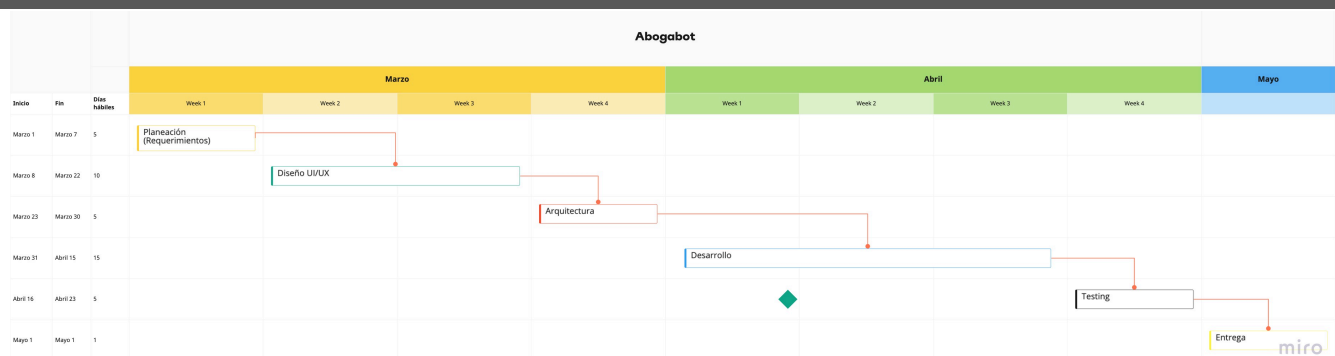 Abogabot
Marzo Abril Mayo
Inicio Fin Días hábiles Week 1 Week 2 Week 3 Week 4 Week 1 Week 2 Week 3 Week 4
Marzo 1 Marzo 7 5 Planeación
(Requerimientos)
Marzo 8 Marzo 22 10 Diseño UI/UX
Marzo 23 Marzo 30 5 Arquitectura
Marzo 31 Abril 15 15 Desarrollo
Abril 16 Abril 23 5 Testing
Mayo 1 Mayo 1 1 Entrega
miro